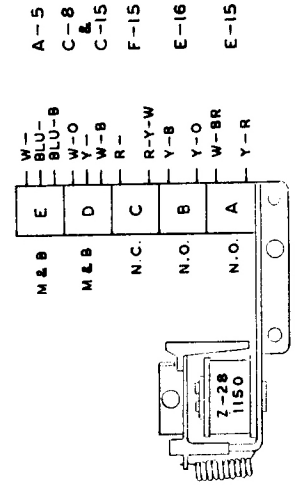 A-5
C-8
&
C-15
F-15
E-16
E-15
W-
BLU-
BLU-B
W-O
Y-
W-B
R-
R-Y-W
Y-B
Y-O
W-BR
Y-R
E
D
C
B
A
M & B
M & B
N.C.
N.O.
N.O.
Z-28
1150